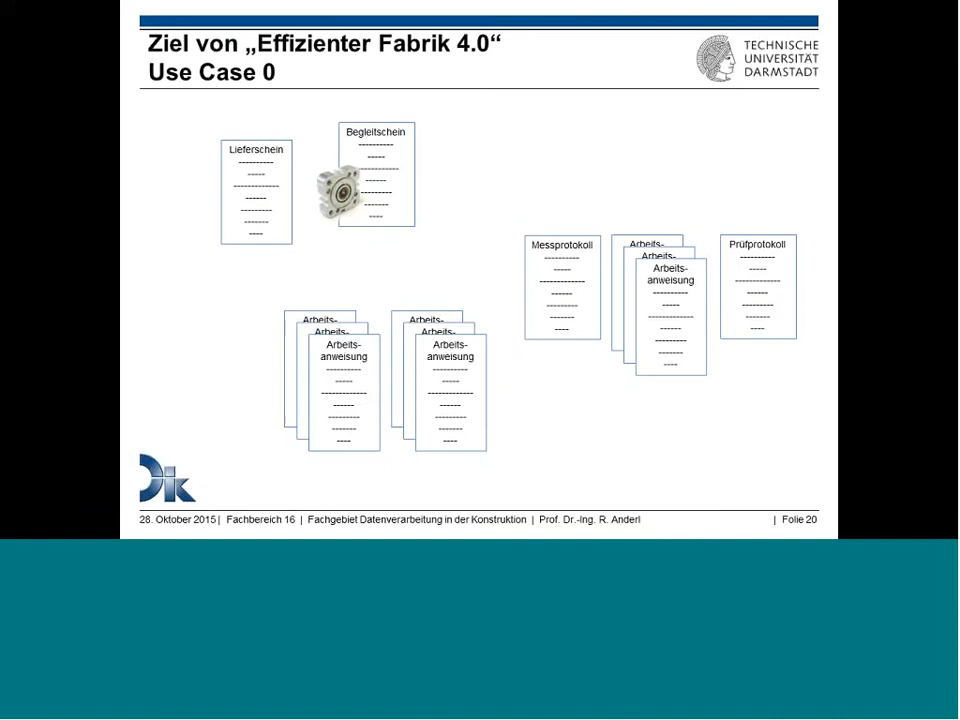 Ziel von „Effizienter Fabrik 4.0“
Use Case 0
TECHNISCHE
UNIVERSITÄT
DARMSTADT
Lieferschein
----------
-----
-------------
------
---------
-------
----
Begleitschein
----------
-----
------------
------
---------
-------
----
Messprotokoll
----------
-----
-------------
------
---------
-------
----
Arbeits-
Arbeits-
Arbeits-
anweisung
----------
-----
-------------
------
---------
-------
----
Prüfprotokoll
----------
-----
-------------
------
---------
-------
----
Arbeits-
Arbeits-
Arbeits-
anweisung
----------
-----
-------------
------
---------
-------
----
Arbeits-
Arbeits-
Arbeits-
anweisung
----------
-----
-------------
------
---------
-------
----
Dik
28. Oktober 2015 | Fachbereich 16 | Fachgebiet Datenverarbeitung in der Konstruktion | Prof. Dr.-Ing. R. Anderl | Folie 20